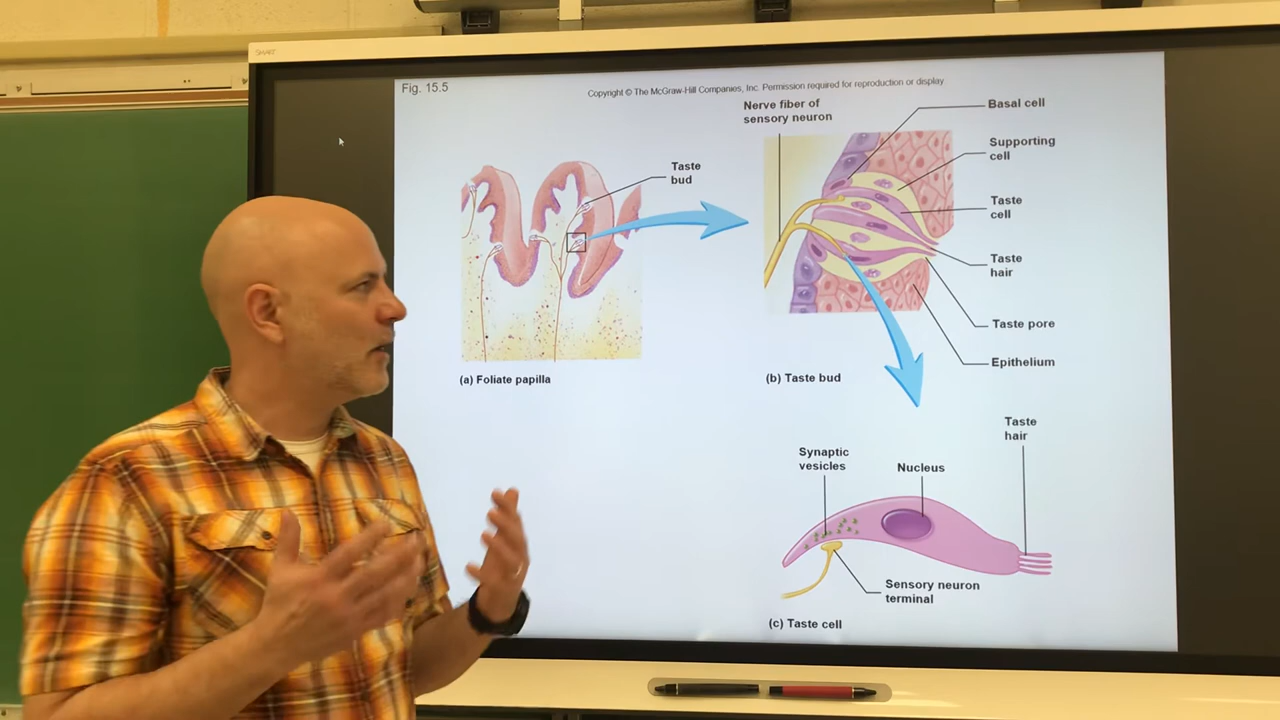 SMART
Fig. 15.5
Copyright © The McGraw-Hill Companies, Inc. Permission required for reproduction or display
Nerve fiber of
sensory neuron
Basal cell
Supporting
cell
Taste
bud
Taste
cell
Taste
hair
Taste pore
Epithelium
(a) Foliate papilla
(b) Taste bud
Taste
hair
Synaptic
vesicles
Nucleus
Sensory neuron
terminal
(c) Taste cell